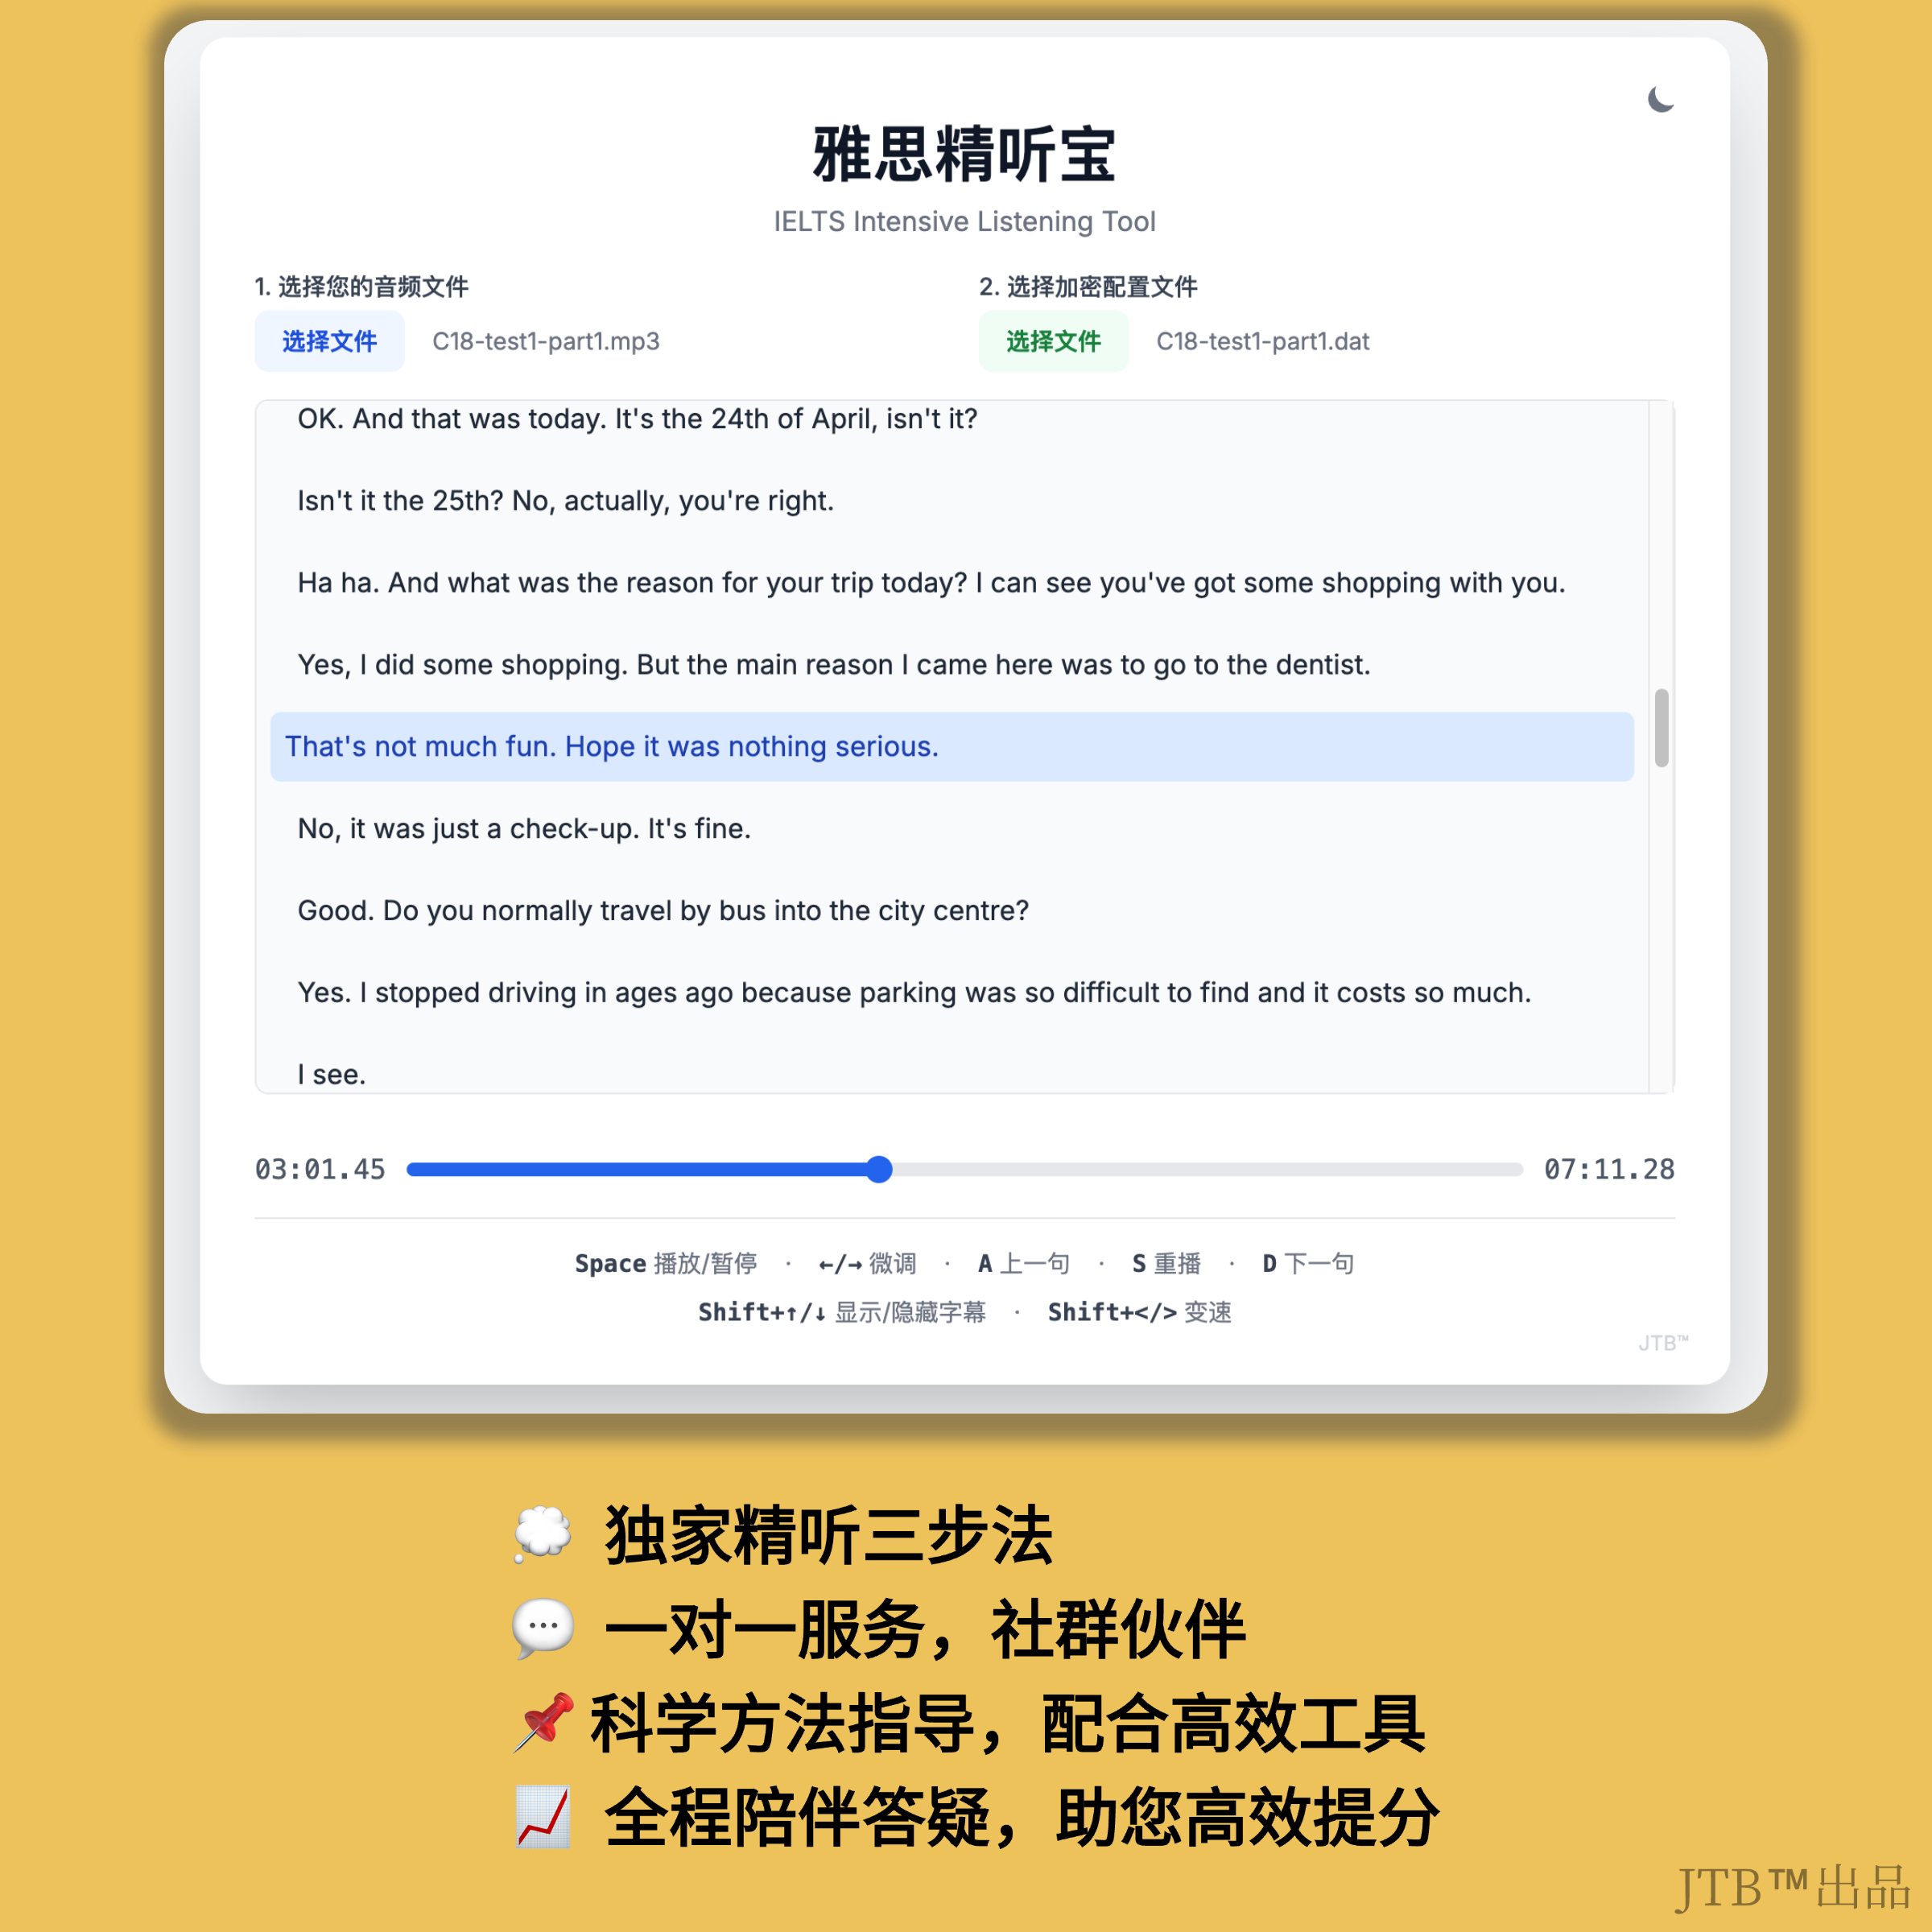 雅思精听宝
IELTS Intensive Listening Tool
1. 选择您的音频文件
选择文件 C18-test1-part1.mp3
2. 选择加密配置文件
选择文件 C18-test1-part1.dat
OK. And that was today. It's the 24th of April, isn't it?
Isn't it the 25th? No, actually, you're right.
Ha ha. And what was the reason for your trip today? I can see you've got some shopping with you.
Yes, I did some shopping. But the main reason I came here was to go to the dentist.
That's not much fun. Hope it was nothing serious.
No, it was just a check-up. It's fine.
Good. Do you normally travel by bus into the city centre?
Yes. I stopped driving in ages ago because parking was so difficult to find and it costs so much.
I see.
03:01.45 07:11.28
Space 播放/暂停 · ←/→ 微调 · A 上一句 · S 重播 · D 下一句
Shift+↑/↓ 显示/隐藏字幕 · Shift+</> 变速
JTB™
💭 独家精听三步法
💬 一对一服务，社群伙伴
📌 科学方法指导，配合高效工具
📈 全程陪伴答疑，助您高效提分
JTB™出品